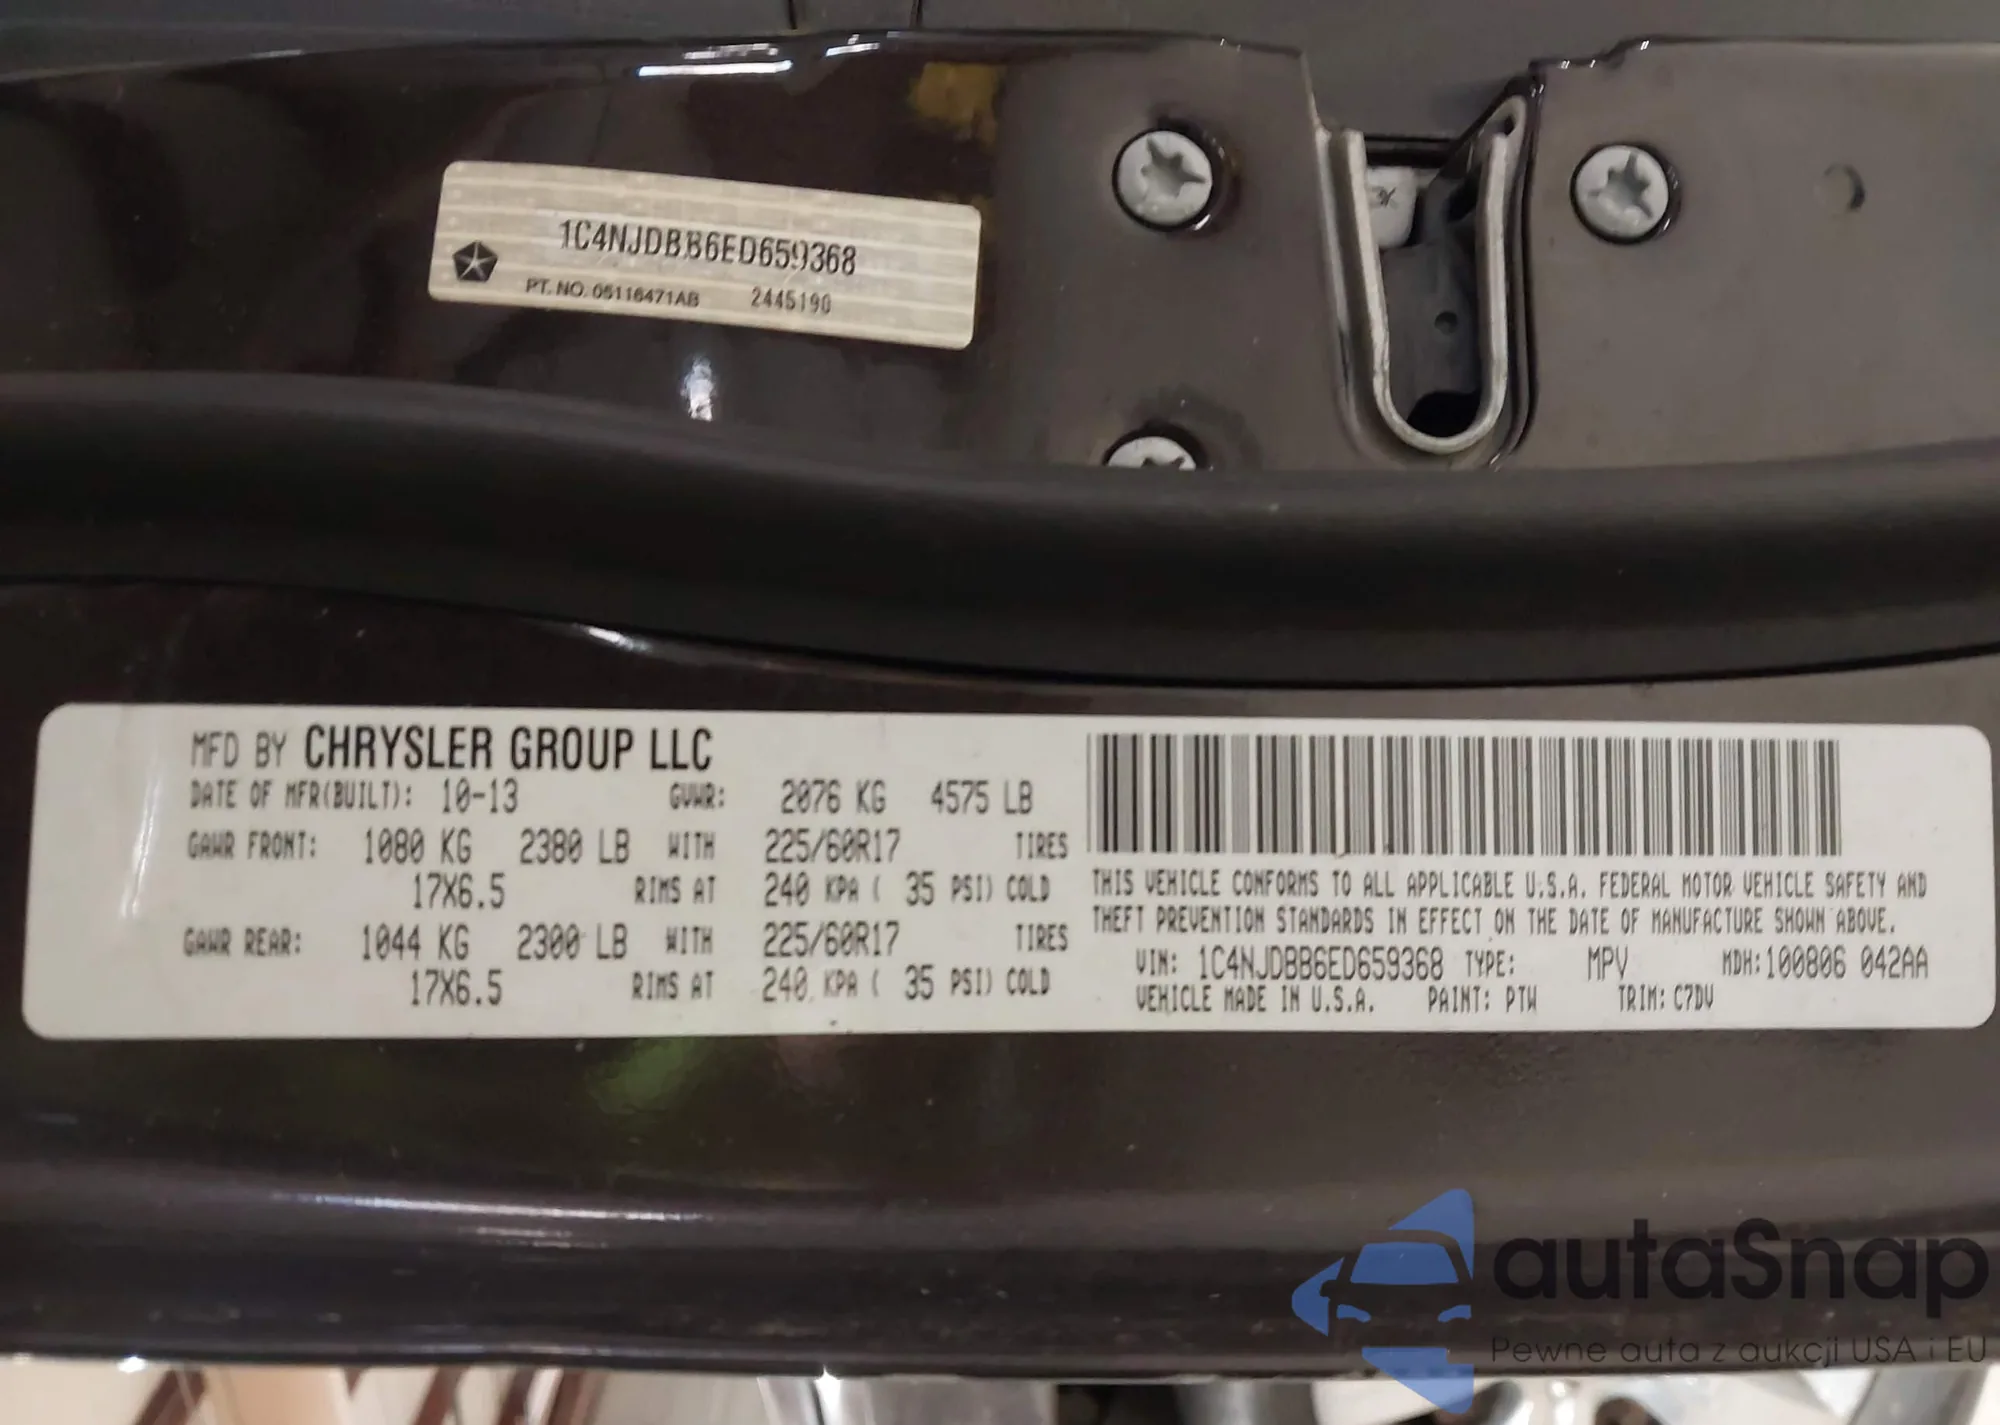 1C4NJDBB6ED659368
PT. NO. 05116471AB 2445190
MFD BY CHRYSLER GROUP LLC
DATE OF MFR(BUILT): 10-13 GVWR: 2076 KG 4575 LB
GAWR FRONT: 1080 KG 2380 LB WITH 225/60R17 TIRES
17X6.5 RIMS AT 240 KPA ( 35 PSI) COLD
GAWR REAR: 1044 KG 2300 LB WITH 225/60R17 TIRES
17X6.5 RIMS AT 240 KPA ( 35 PSI) COLD
THIS VEHICLE CONFORMS TO ALL APPLICABLE U.S.A. FEDERAL MOTOR VEHICLE SAFETY AND
THEFT PREVENTION STANDARDS IN EFFECT ON THE DATE OF MANUFACTURE SHOWN ABOVE.
VIN: 1C4NJDBB6ED659368 TYPE: MPV MDH:100806 042AA
VEHICLE MADE IN U.S.A. PAINT: PTW TRIM: C7DV
autaSnap
Pewne auta z aukcji USA i EU